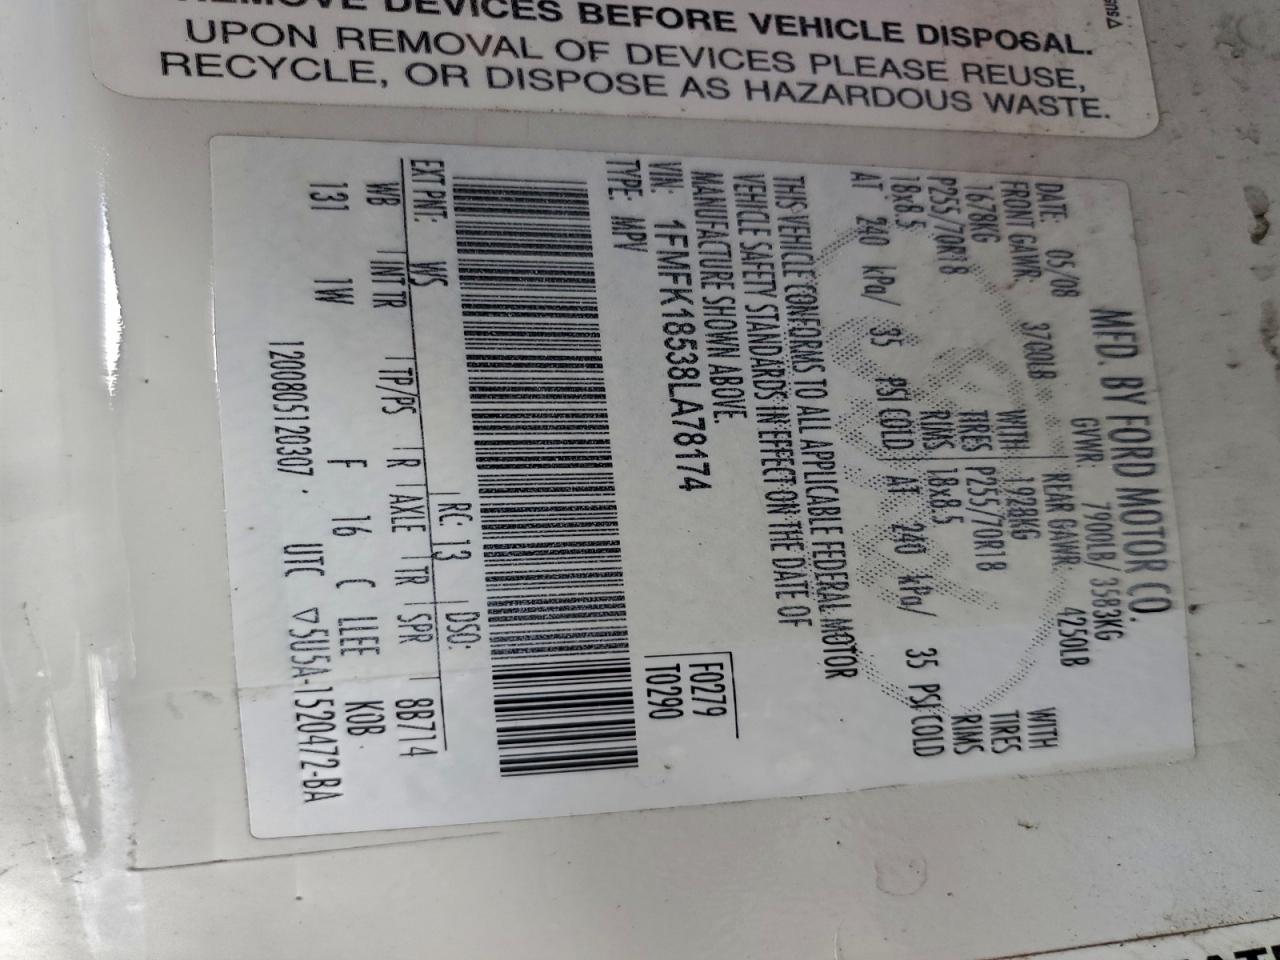 REMOVE DEVICES BEFORE VEHICLE DISPOSAL.
UPON REMOVAL OF DEVICES PLEASE REUSE,
RECYCLE, OR DISPOSE AS HAZARDOUS WASTE.
MFD. BY FORD MOTOR CO.
DATE: 05/08 GVWR: 7900LB/ 3583KG
FRONT GAWR: 3700LB REAR GAWR: 4250LB
1678KG WITH 1928KG WITH
P255/70R18 TIRES P255/70R18 TIRES
18x8.5 RIMS 18x8.5 RIMS
AT 240 kPa/ 35 PSI COLD AT 240 kPa/ 35 PSI COLD
THIS VEHICLE CONFORMS TO ALL APPLICABLE FEDERAL MOTOR
VEHICLE SAFETY STANDARDS IN EFFECT ON THE DATE OF
MANUFACTURE SHOWN ABOVE.
VIN: 1FMFK18538LA78174 F0279
TYPE: MPV T0290
EXT PNT: WS RC: 13 DSO:
WB INT TR TP/PS R AXLE TR SPR 8B714
131 1W F 16 C LLEE KOB
1200805120307 UTC ▽5U5A-1520472-BA